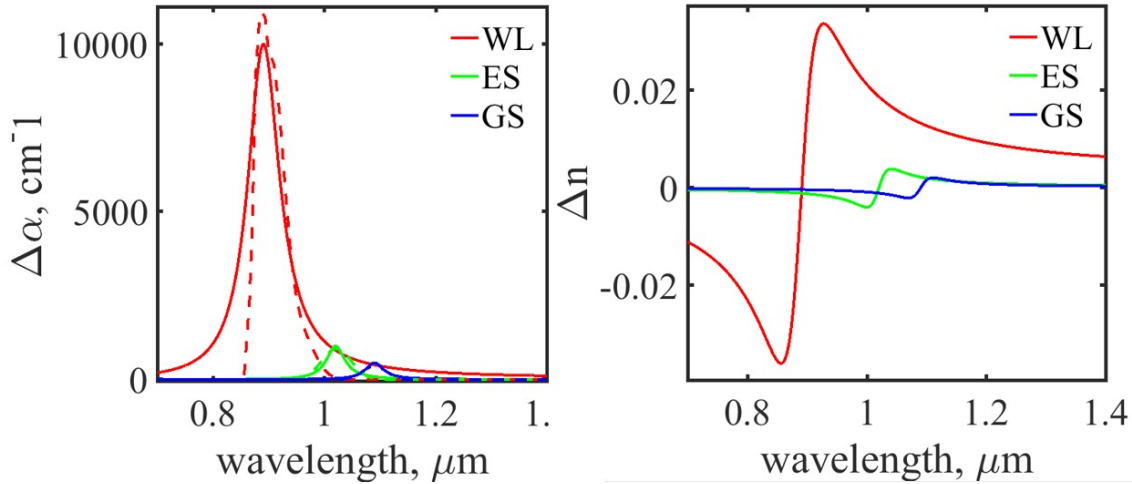 10000
5000
0
Δα, cm-1
WL
ES
GS
0.8
1
1.2
1.
wavelength, μm
0.02
0
-0.02
Δn
WL
ES
GS
0.8
1
1.2
1.4
wavelength, μm